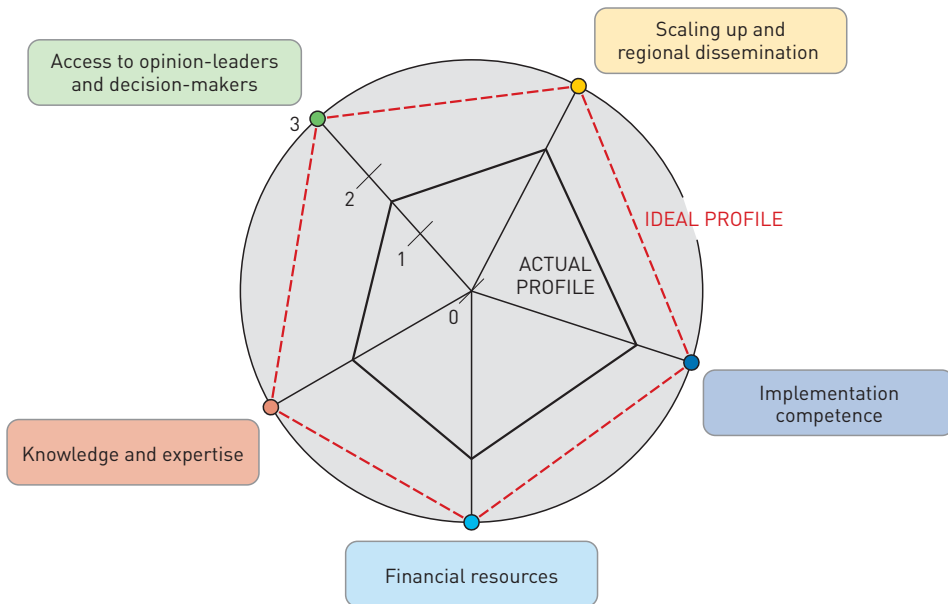 Scaling up and
regional dissemination
Access to opinion-leaders
and decision-makers
3
2
IDEAL PROFILE
1
ACTUAL
PROFILE
0
Implementation
competence
Knowledge and expertise
Financial resources